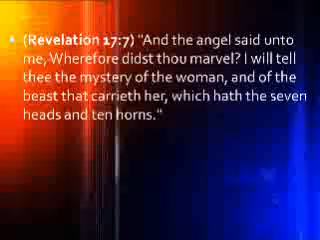 (Revelation 17:7) "And the angel said unto
me, Wherefore didst thou marvel? I will tell
thee the mystery of the woman, and of the
beast that carrieth her, which hath the seven
heads and ten horns."